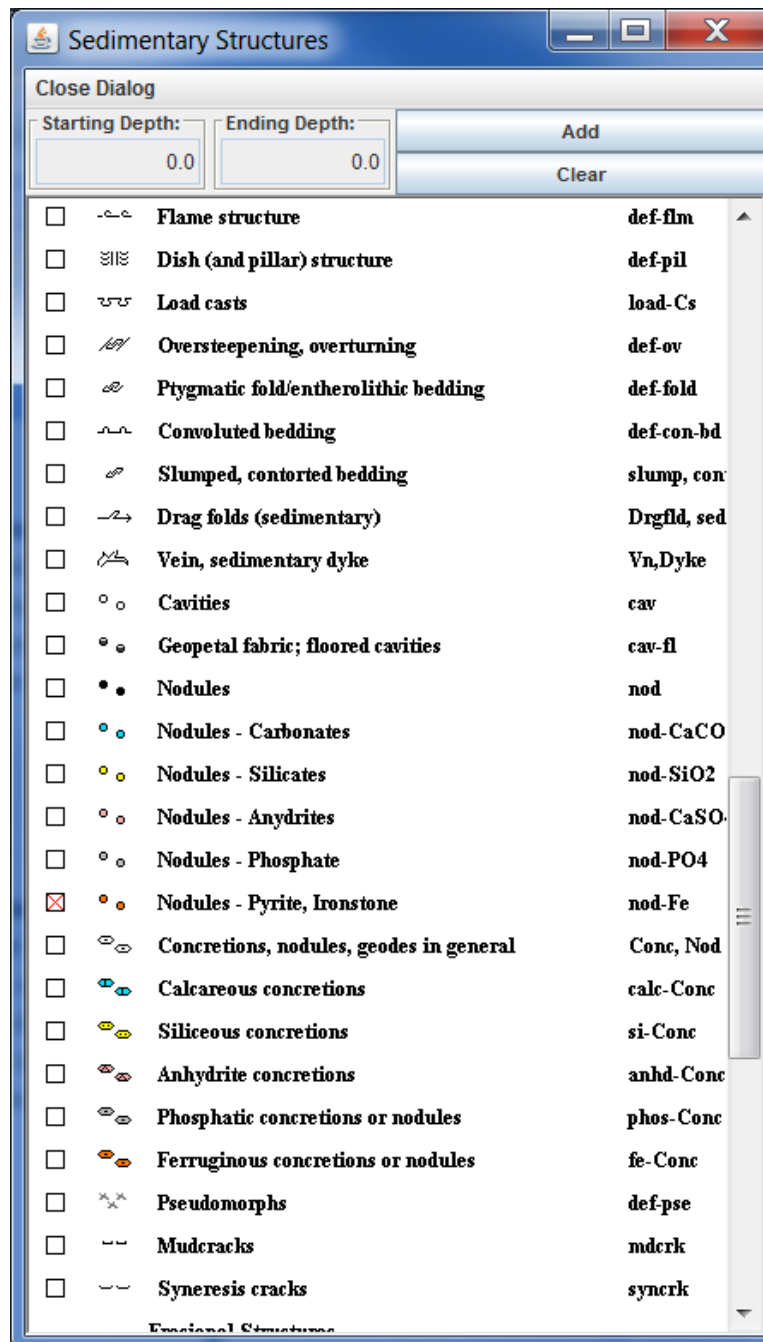 Sedimentary Structures
Close Dialog
Starting Depth: Ending Depth: Add
0.0 0.0 Clear
Flame structure def-flm
Dish (and pillar) structure def-pil
Load casts load-Cs
Oversteepening, overturning def-ov
Ptygmatic fold/entherolithic bedding def-fold
Convoluted bedding def-con-bd
Slumped, contorted bedding slump, con
Drag folds (sedimentary) Drgfld, sed
Vein, sedimentary dyke Vn,Dyke
Cavities cav
Geopetal fabric; floored cavities cav-fl
Nodules nod
Nodules - Carbonates nod-CaCO
Nodules - Silicates nod-SiO2
Nodules - Anydrites nod-CaSO
Nodules - Phosphate nod-PO4
Nodules - Pyrite, Ironstone nod-Fe
Concretions, nodules, geodes in general Conc, Nod
Calcareous concretions calc-Conc
Siliceous concretions si-Conc
Anhydrite concretions anhd-Conc
Phosphatic concretions or nodules phos-Conc
Ferruginous concretions or nodules fe-Conc
Pseudomorphs def-pse
Mudcracks mdcrk
Syneresis cracks syncrk
Erosional Structures